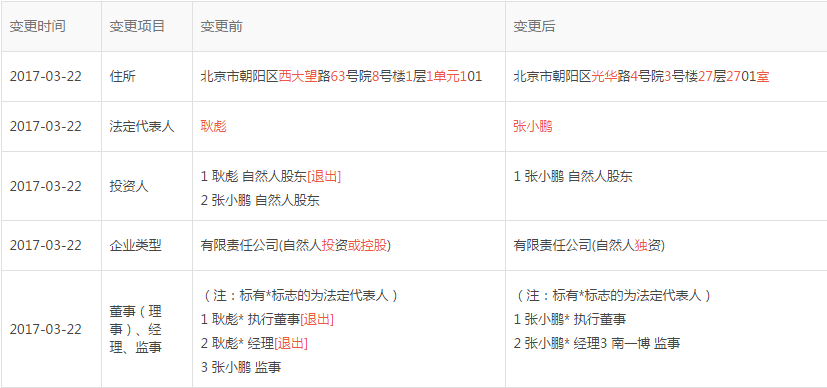 变更时间 变更项目 变更前 变更后
2017-03-22 住所 北京市朝阳区西大望路63号院8号楼1层1单元101 北京市朝阳区光华路4号院3号楼27层2701室
2017-03-22 法定代表人 耿彪 张小鹏
2017-03-22 投资人 1 耿彪 自然人股东[退出] 1 张小鹏 自然人股东
2 张小鹏 自然人股东
2017-03-22 企业类型 有限责任公司(自然人投资或控股) 有限责任公司(自然人独资)
2017-03-22 董事（理
事）、经
理、监事
（注：标有*标志的为法定代表人）
1 耿彪* 执行董事[退出]
2 耿彪* 经理[退出]
3 张小鹏 监事
（注：标有*标志的为法定代表人）
1 张小鹏* 执行董事
2 张小鹏* 经理3 南一博 监事